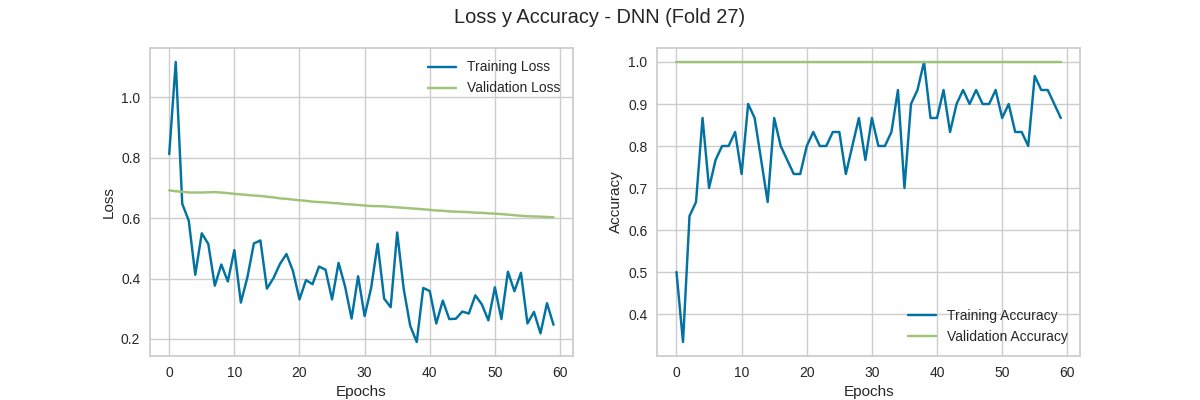 Loss y Accuracy - DNN (Fold 27)
Loss
1.0
0.8
0.6
0.4
0.2
0
10
20
30
40
50
60
Epochs
Training Loss
Validation Loss
Accuracy
1.0
0.9
0.8
0.7
0.6
0.5
0.4
0
10
20
30
40
50
60
Epochs
Training Accuracy
Validation Accuracy